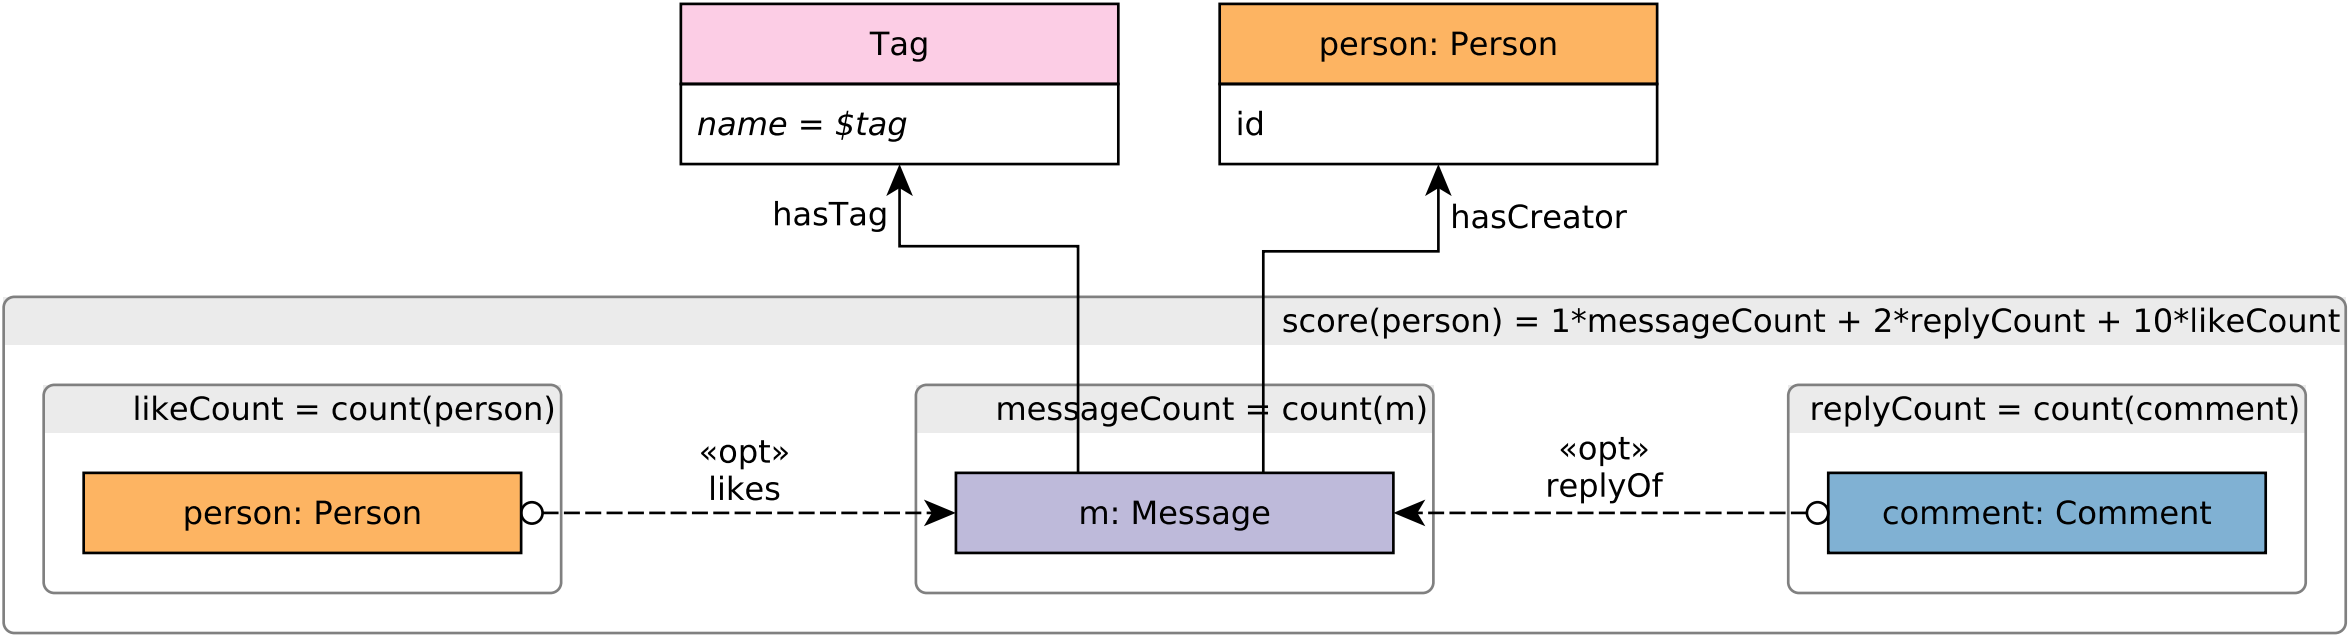 Tag
name = $tag
person: Person
id
hasTag
hasCreator
score(person) = 1*messageCount + 2*replyCount + 10*likeCount
likeCount = count(person)
person: Person
«opt»
likes
messageCount = count(m)
m: Message
«opt»
replyOf
replyCount = count(comment)
comment: Comment